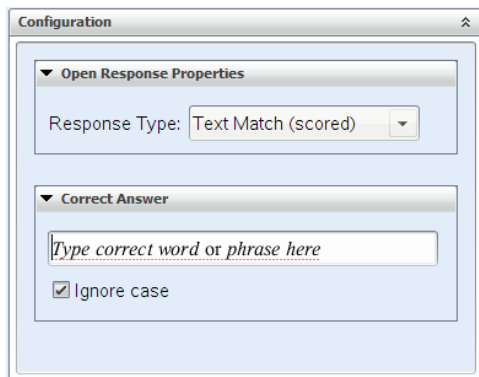 Configuration
Open Response Properties
Response Type: Text Match (scored)
Correct Answer
Type correct word or phrase here
Ignore case